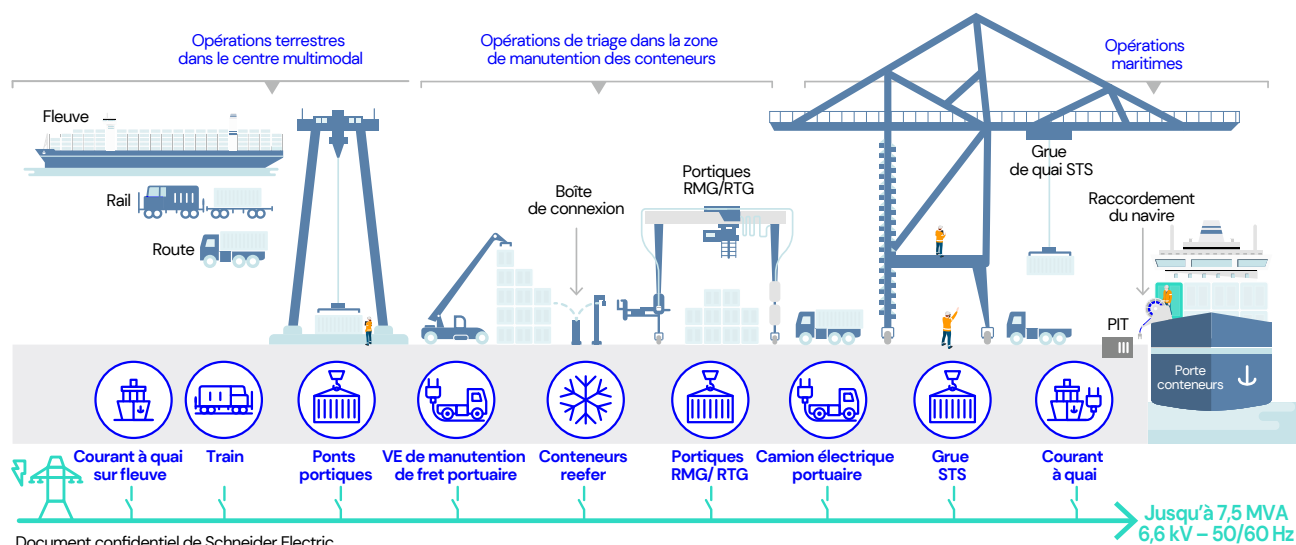 Opérations terrestres
dans le centre multimodal
Opérations de triage dans la zone
de manutention des conteneurs
Opérations
maritimes
Fleuve
Rail
Route
Boîte
de connexion
Portiques
RMG/RTG
Grue
de quai STS
Raccordement
du navire
PIT
Porte
conteneurs
Courant à quai
sur fleuve
Train
Ponts
portiques
VE de manutention
de fret portuaire
Conteneurs
reefer
Portiques
RMG/ RTG
Camion électrique
portuaire
Grue
STS
Courant
à quai
Jusqu'à 7,5 MVA
6,6 kV – 50/60 Hz
Document confidentiel de Schneider Electric